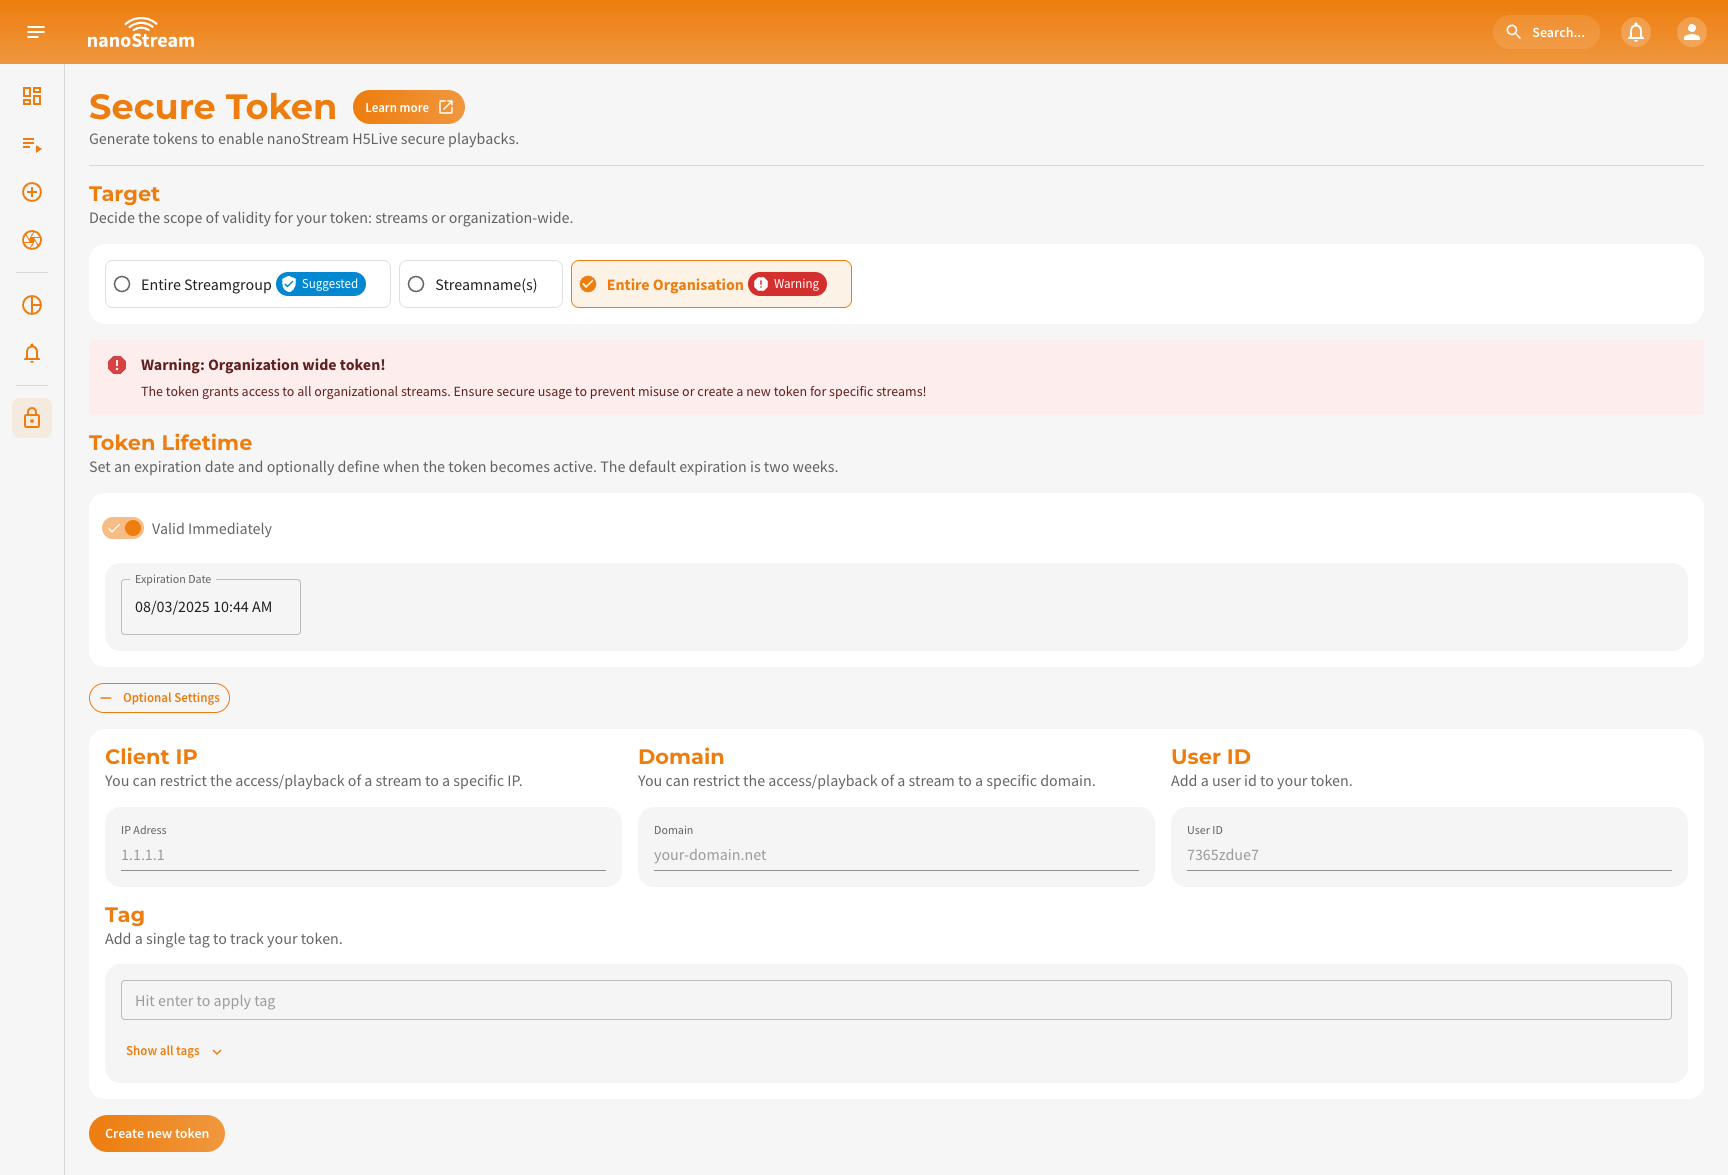 nanoStream
Search...
Secure Token
Learn more
Generate tokens to enable nanoStream H5Live secure playbacks.
Target
Decide the scope of validity for your token: streams or organization-wide.
Entire Streamgroup Suggested Streamname(s) Entire Organisation Warning
Warning: Organization wide token!
The token grants access to all organizational streams. Ensure secure usage to prevent misuse or create a new token for specific streams!
Token Lifetime
Set an expiration date and optionally define when the token becomes active. The default expiration is two weeks.
Valid Immediately
Expiration Date
08/03/2025 10:44 AM
Optional Settings
Client IP
You can restrict the access/playback of a stream to a specific IP.
IP Adress
1.1.1.1
Domain
You can restrict the access/playback of a stream to a specific domain.
Domain
your-domain.net
User ID
Add a user id to your token.
User ID
7365zdue7
Tag
Add a single tag to track your token.
Hit enter to apply tag
Show all tags
Create new token